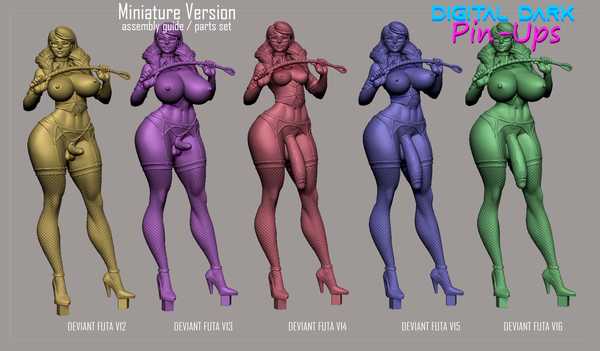 Miniature Version
assembly guide / parts set
DIGITAL DARK
Pin-Ups
DEVIANT FUTA V12
DEVIANT FUTA V13
DEVIANT FUTA V14
DEVIANT FUTA V15
DEVIANT FUTA V16